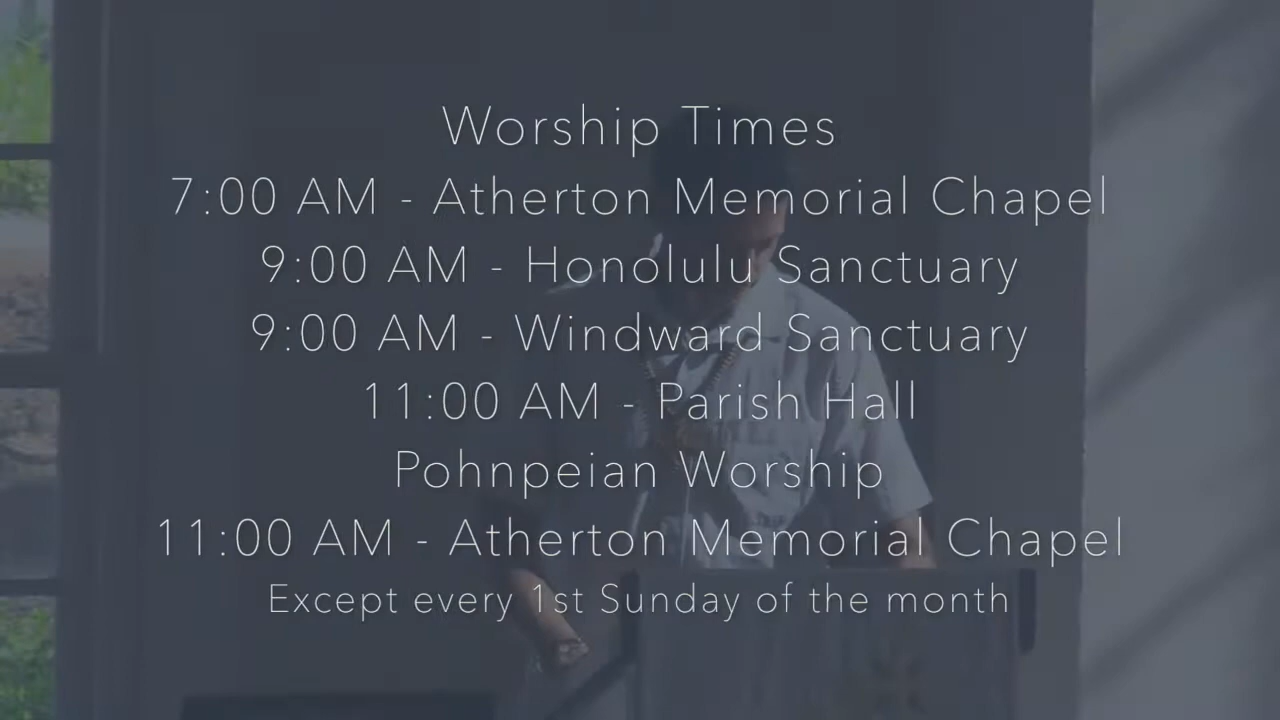 Worship Times
7:00 AM - Atherton Memorial Chapel
9:00 AM - Honolulu Sanctuary
9:00 AM - Windward Sanctuary
11:00 AM - Parish Hall
Pohnpeian Worship
11:00 AM - Atherton Memorial Chapel
Except every 1st Sunday of the month